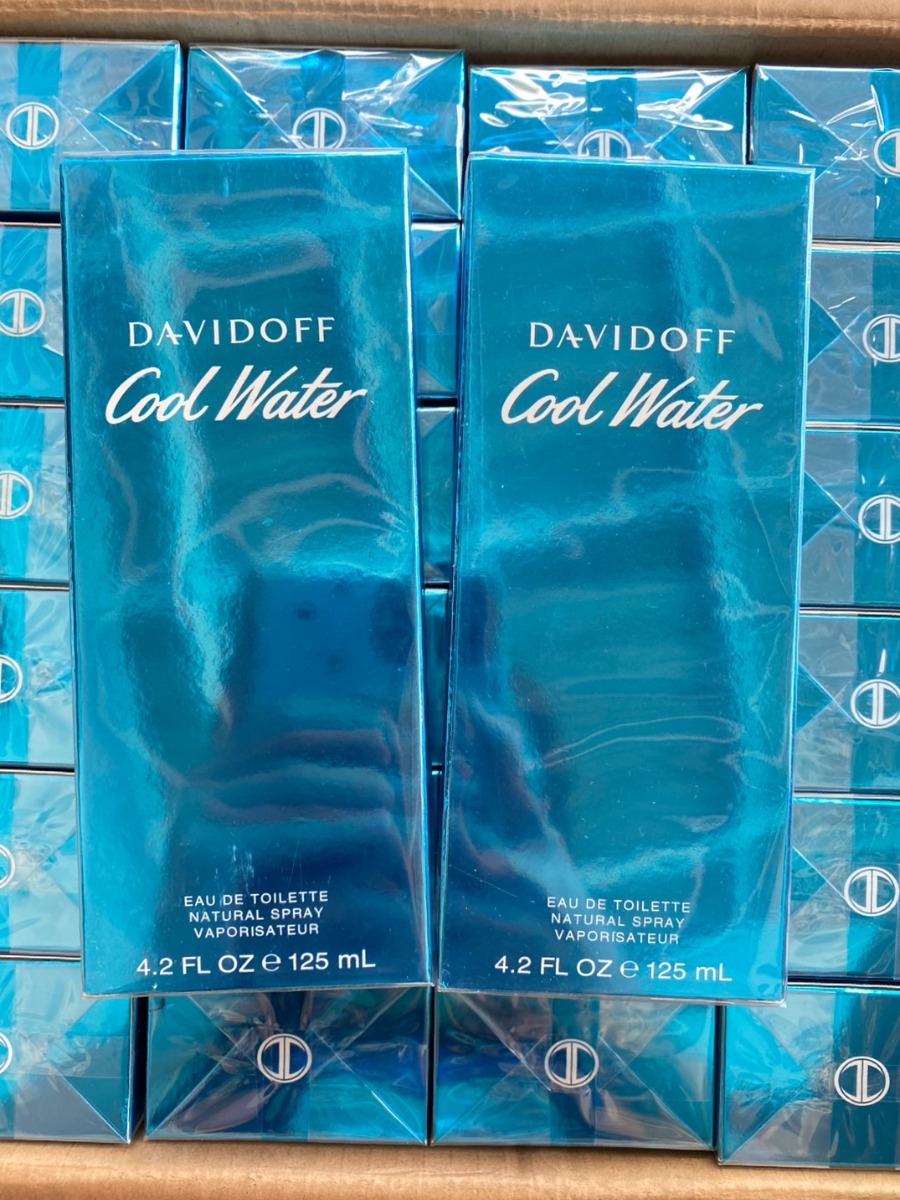 DAVIDOFF
Cool Water
EAU DE TOILETTE
NATURAL SPRAY
VAPORISATEUR
4.2 FL OZ ℮ 125 mL
DAVIDOFF
Cool Water
EAU DE TOILETTE
NATURAL SPRAY
VAPORISATEUR
4.2 FL OZ ℮ 125 mL